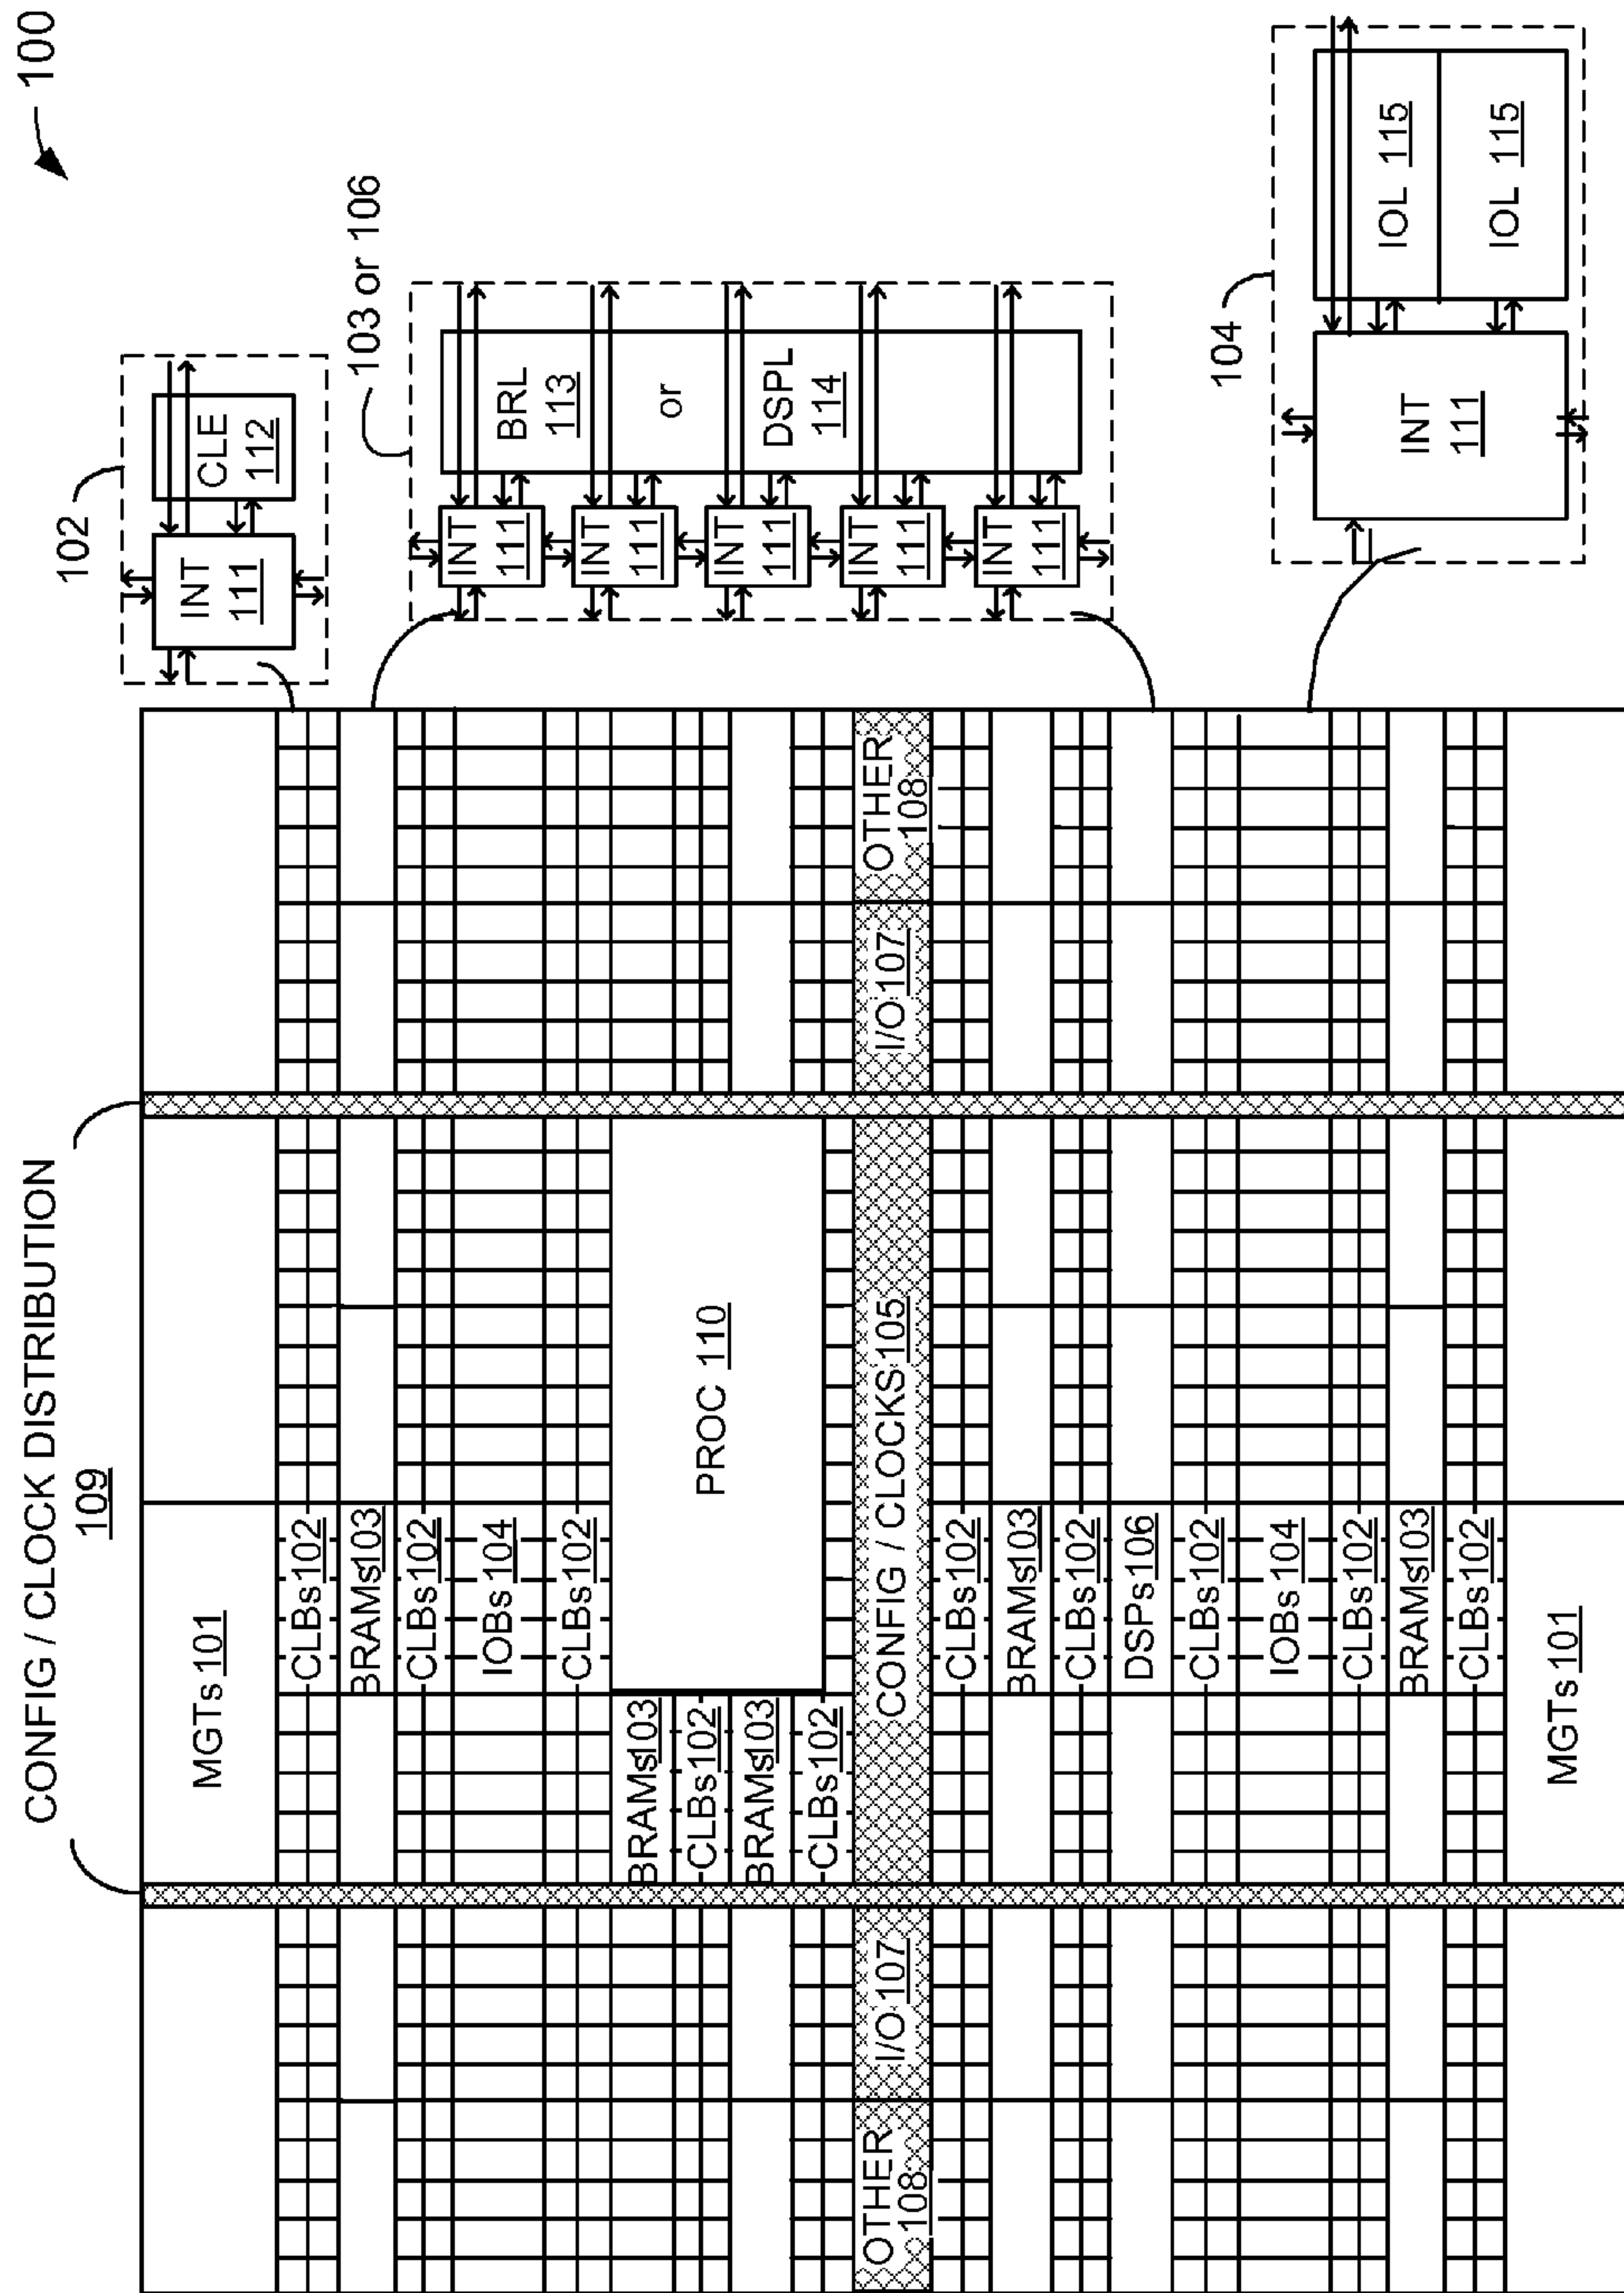 100
CONFIG / CLOCK DISTRIBUTION
109
MGTs 101
CLBs 102
BRAMs 103
CLBs 102
IOBs 104
CLBs 102
PROC 110
BRAMs 103
CLBs 102
BRAMs 103
CLBs 102
OTHER
108
I/O 107
CONFIG / CLOCKS 105
I/O 107
OTHER
108
CLBs 102
BRAMs 103
CLBs 102
DSPs 106
CLBs 102
IOBs 104
CLBs 102
BRAMs 103
CLBs 102
MGTs 101
102
INT
111
CLE
112
103 or 106
INT
111
INT
111
INT
111
INT
111
INT
111
BRL
113
or
DSPL
114
104
INT
111
IOL 115
IOL 115